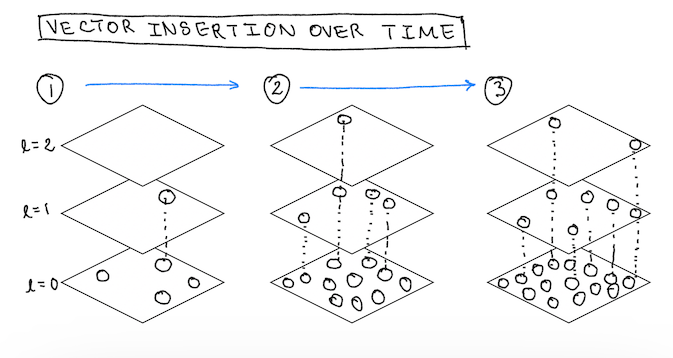 VECTOR INSERTION OVER TIME
1 2 3
l=2
l=1
l=0